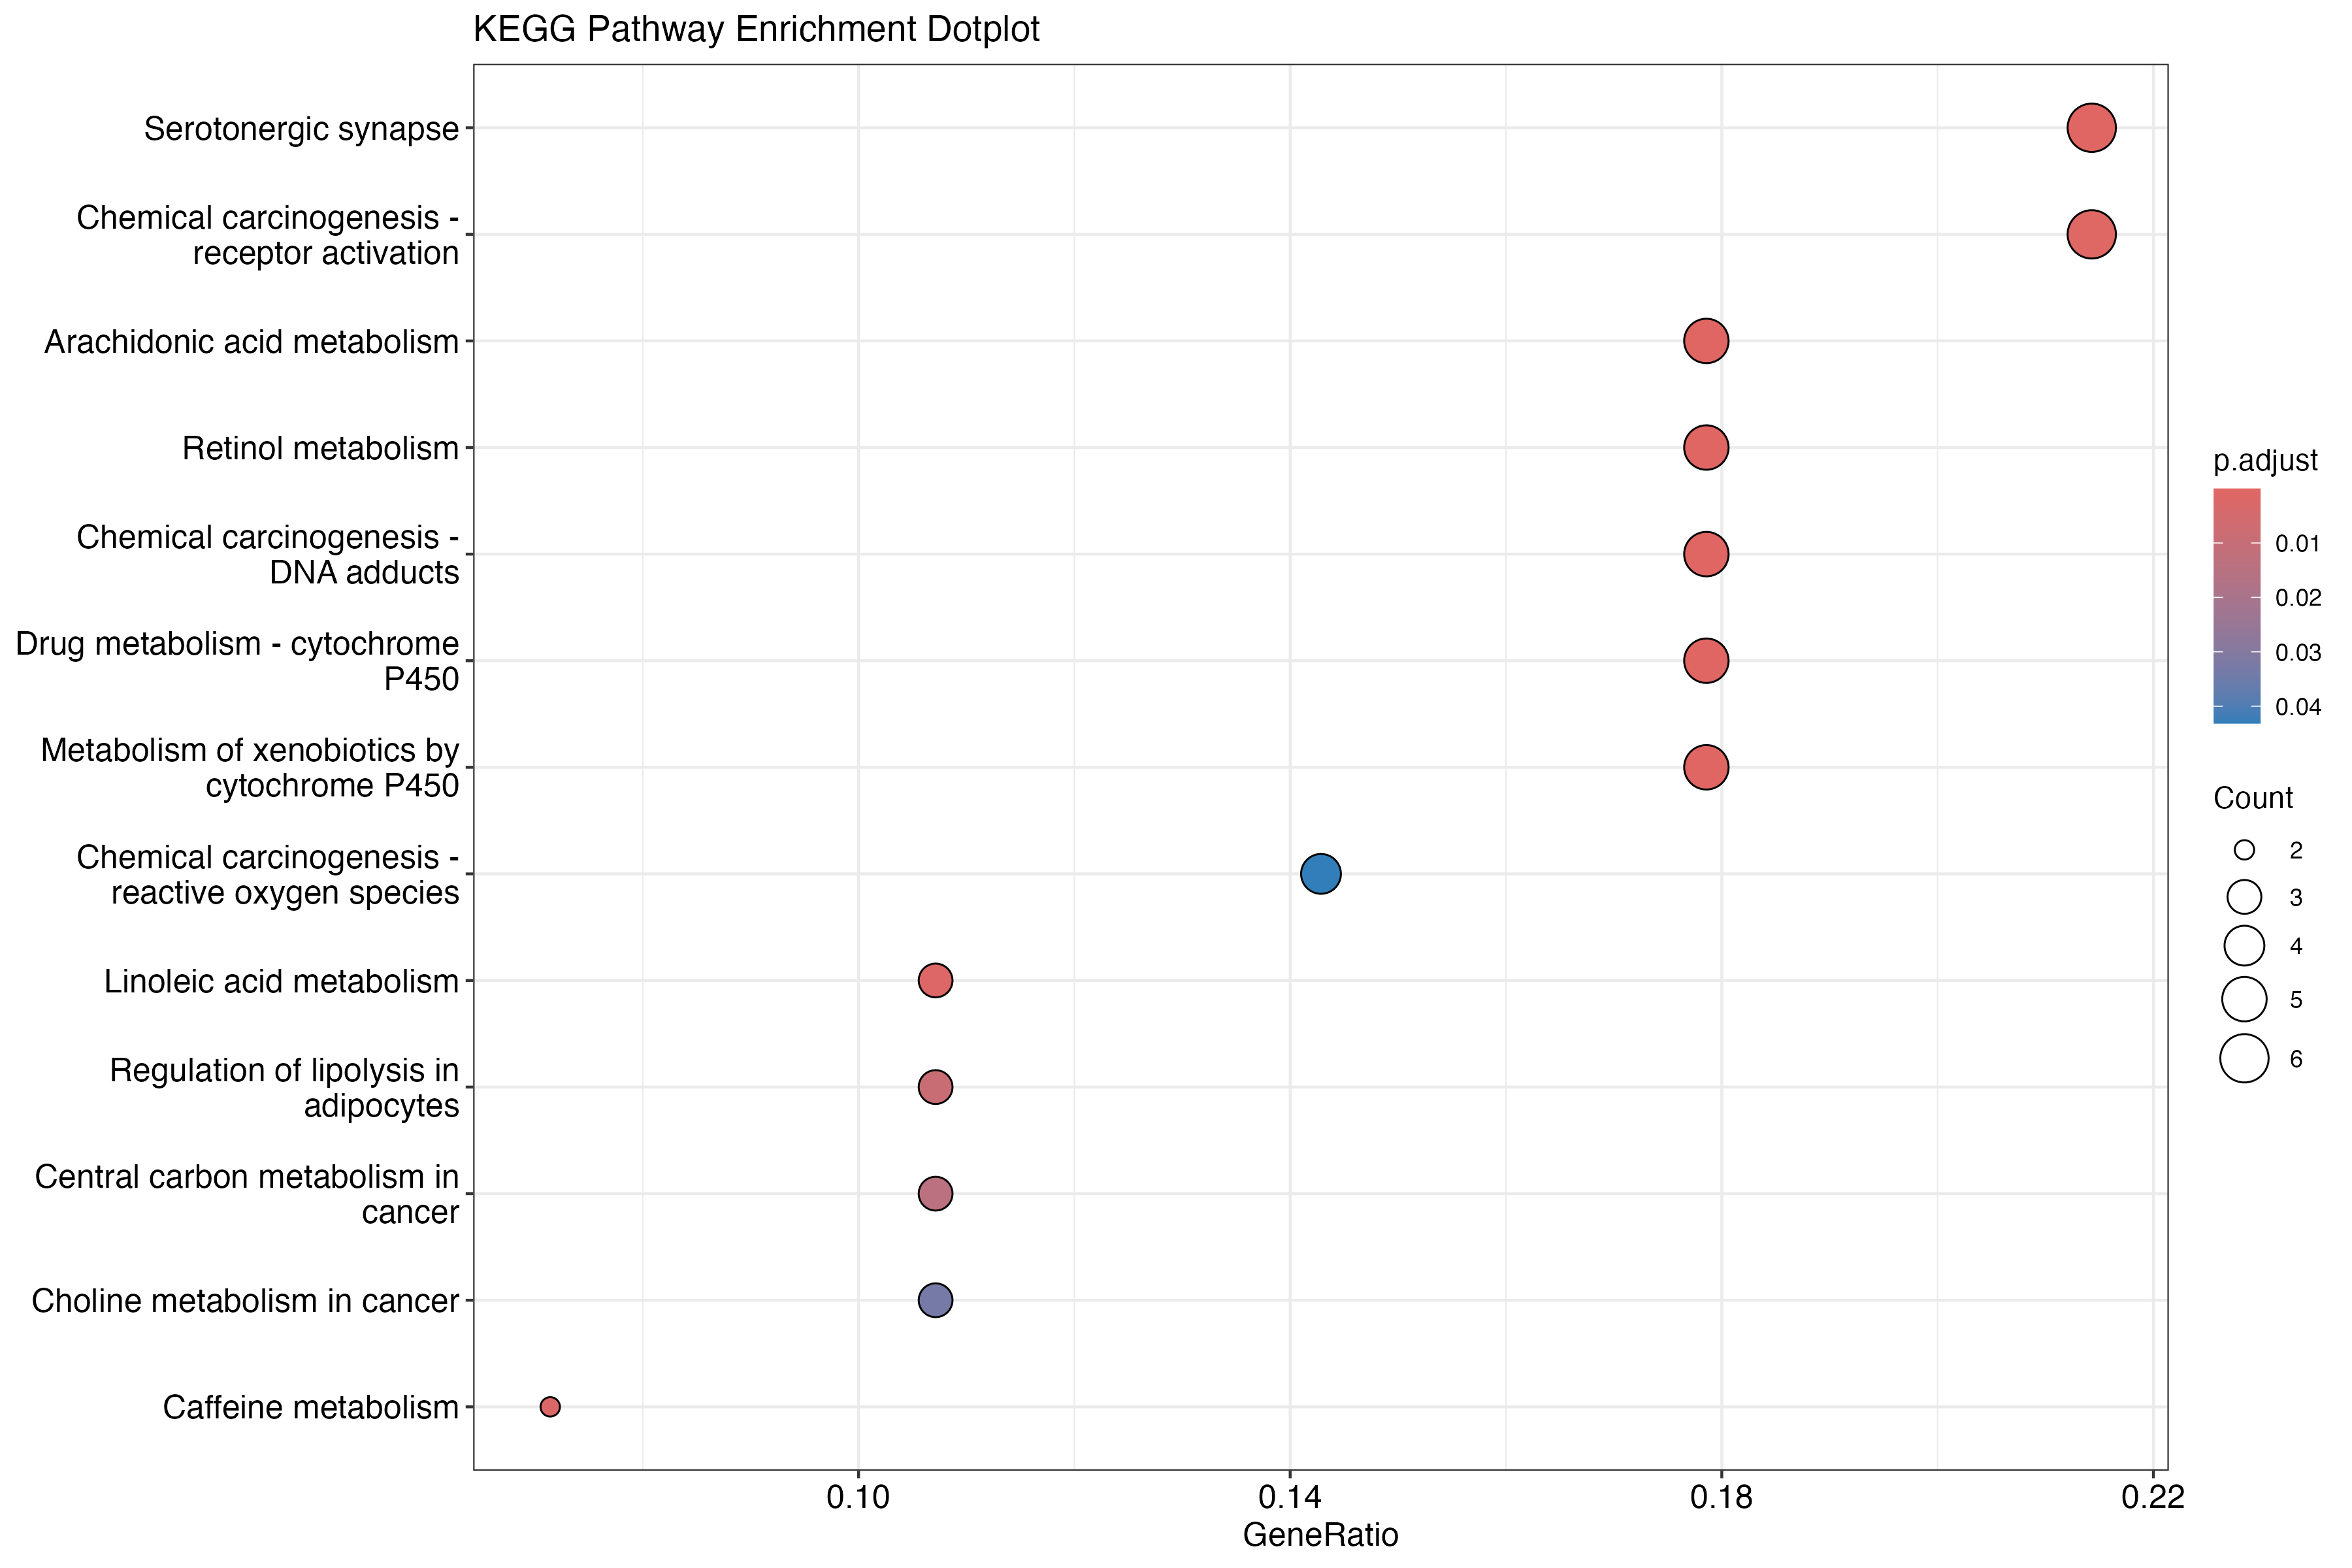 KEGG Pathway Enrichment Dotplot
Serotonergic synapse
Chemical carcinogenesis -
receptor activation
Arachidonic acid metabolism
Retinol metabolism
Chemical carcinogenesis -
DNA adducts
Drug metabolism - cytochrome
P450
Metabolism of xenobiotics by
cytochrome P450
Chemical carcinogenesis -
reactive oxygen species
Linoleic acid metabolism
Regulation of lipolysis in
adipocytes
Central carbon metabolism in
cancer
Choline metabolism in cancer
Caffeine metabolism
0.10 0.14 0.18 0.22
GeneRatio
p.adjust
0.01
0.02
0.03
0.04
Count
2
3
4
5
6